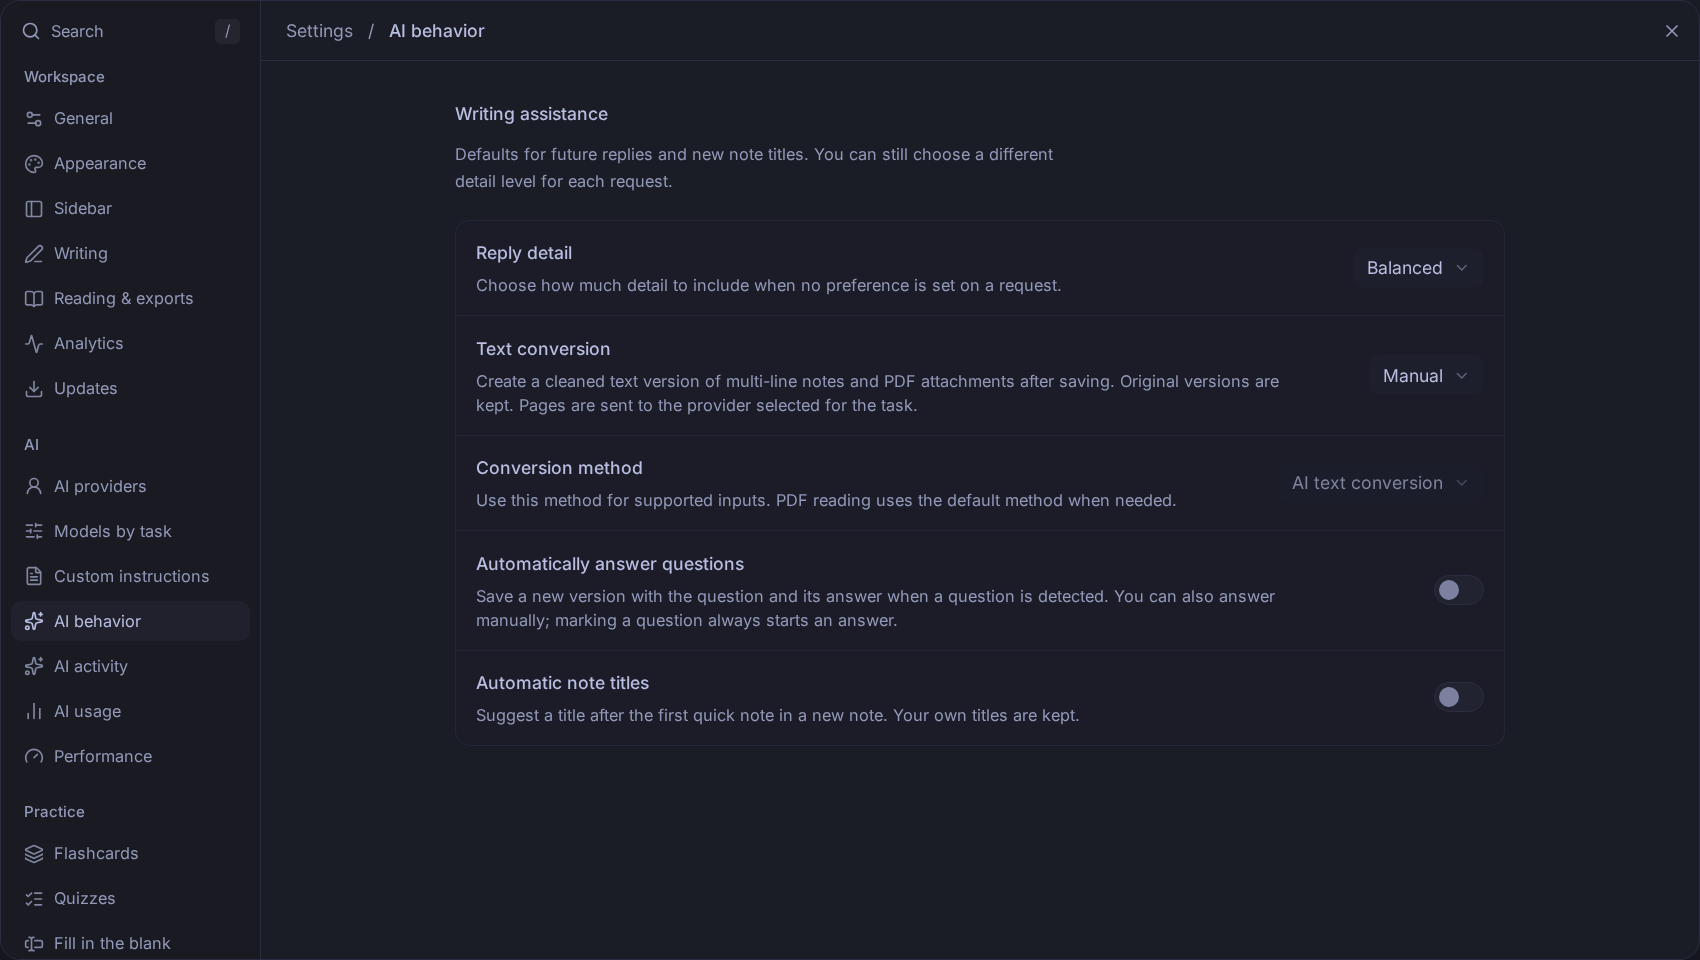 Search /
Workspace
General
Appearance
Sidebar
Writing
Reading & exports
Analytics
Updates
AI
AI providers
Models by task
Custom instructions
AI behavior
AI activity
AI usage
Performance
Practice
Flashcards
Quizzes
Fill in the blank
Settings / AI behavior
Writing assistance
Defaults for future replies and new note titles. You can still choose a different
detail level for each request.
Reply detail
Choose how much detail to include when no preference is set on a request.
Balanced
Text conversion
Create a cleaned text version of multi-line notes and PDF attachments after saving. Original versions are
kept. Pages are sent to the provider selected for the task.
Manual
Conversion method
Use this method for supported inputs. PDF reading uses the default method when needed.
AI text conversion
Automatically answer questions
Save a new version with the question and its answer when a question is detected. You can also answer
manually; marking a question always starts an answer.
Automatic note titles
Suggest a title after the first quick note in a new note. Your own titles are kept.